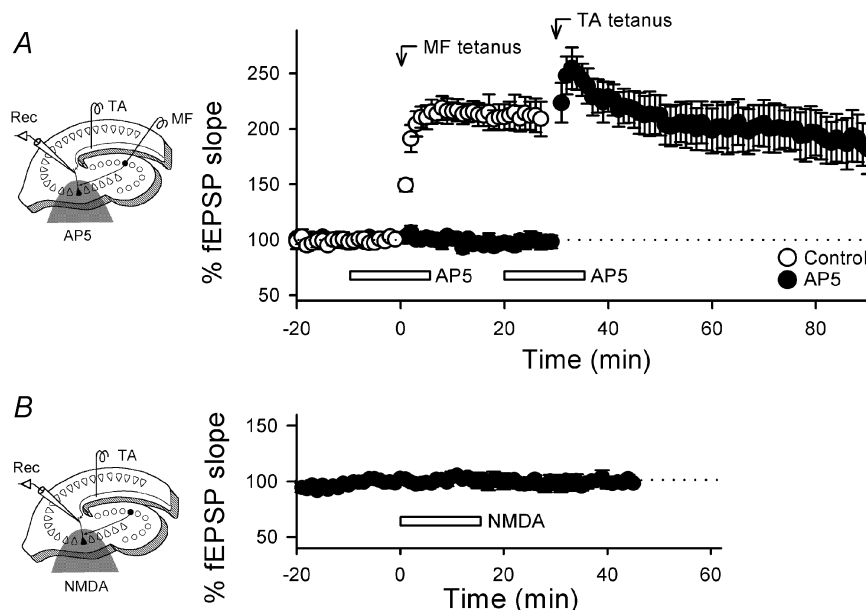 A
Rec
TA
MF
AP5
% fEPSP slope
250
200
150
100
50
MF tetanus
TA tetanus
Control
AP5
AP5
AP5
-20
0
20
40
60
80
Time (min)
B
Rec
TA
NMDA
% fEPSP slope
150
100
50
NMDA
-20
0
20
40
60
Time (min)